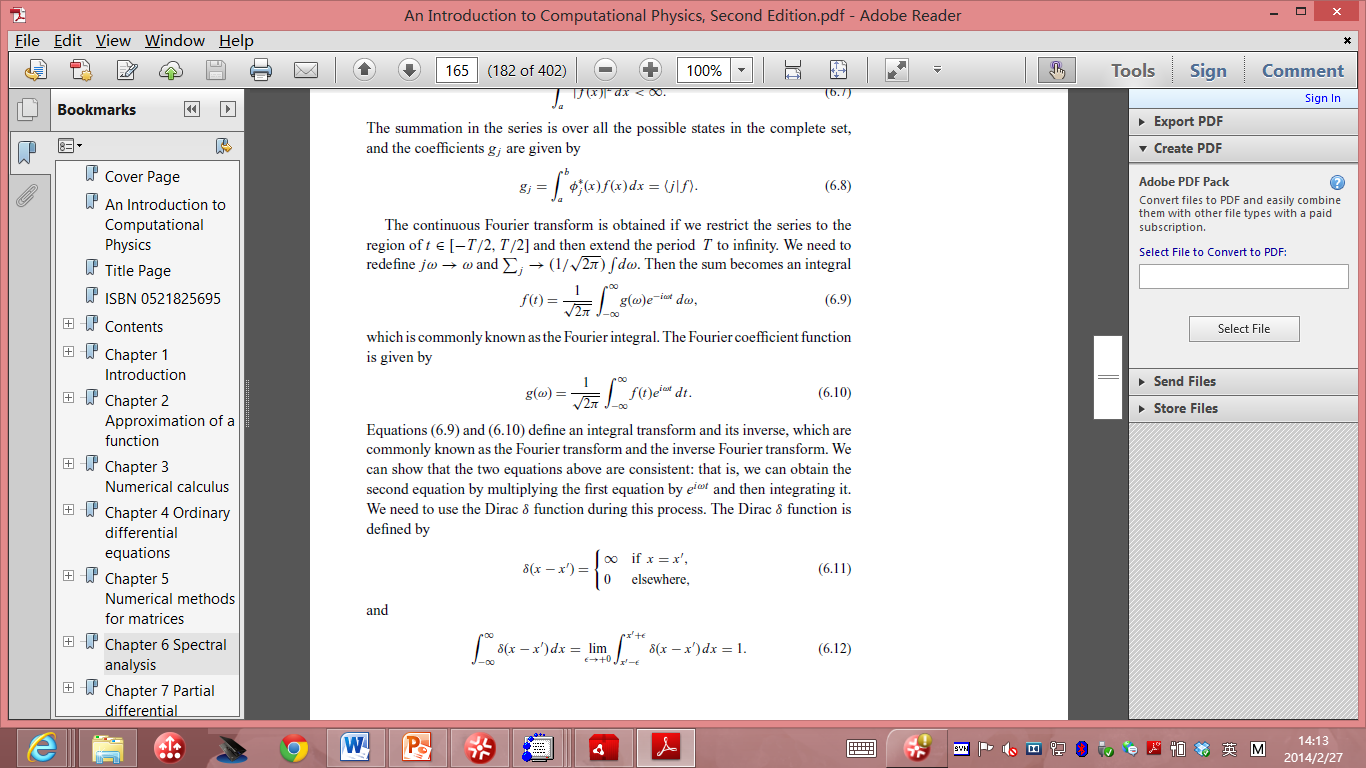 An Introduction to Computational Physics, Second Edition.pdf - Adobe Reader
File Edit View Window Help
165 (182 of 402) 100% Tools Sign Comment
Bookmarks
Cover Page
An Introduction to
Computational
Physics
Title Page
ISBN 0521825695
Contents
Chapter 1
Introduction
Chapter 2
Approximation of a
function
Chapter 3
Numerical calculus
Chapter 4 Ordinary
differential
equations
Chapter 5
Numerical methods
for matrices
Chapter 6 Spectral
analysis
Chapter 7 Partial
differential
∫_a |f(x)|² dx < ∞. (6.7)
The summation in the series is over all the possible states in the complete set,
and the coefficients g_j are given by
g_j = ∫_a^b φ_j^*(x) f(x) dx = ⟨j|f⟩. (6.8)
The continuous Fourier transform is obtained if we restrict the series to the
region of t ∈ [−T/2, T/2] and then extend the period T to infinity. We need to
redefine jω → ω and ∑_j → (1/√2π) ∫dω. Then the sum becomes an integral
f(t) = 1/√2π ∫_{−∞}^{∞} g(ω)e^{−iωt} dω, (6.9)
which is commonly known as the Fourier integral. The Fourier coefficient function
is given by
g(ω) = 1/√2π ∫_{−∞}^{∞} f(t)e^{iωt} dt. (6.10)
Equations (6.9) and (6.10) define an integral transform and its inverse, which are
commonly known as the Fourier transform and the inverse Fourier transform. We
can show that the two equations above are consistent: that is, we can obtain the
second equation by multiplying the first equation by e^{iωt} and then integrating it.
We need to use the Dirac δ function during this process. The Dirac δ function is
defined by
δ(x − x′) = { ∞ if x = x′,
0 elsewhere, (6.11)
and
∫_{−∞}^{∞} δ(x − x′) dx = lim_{ε→+0} ∫_{x′−ε}^{x′+ε} δ(x − x′) dx = 1. (6.12)
Sign In
Export PDF
Create PDF
Adobe PDF Pack
Convert files to PDF and easily combine
them with other file types with a paid
subscription.
Select File to Convert to PDF:
Select File
Send Files
Store Files
SVN
英
M
14:13
2014/2/27